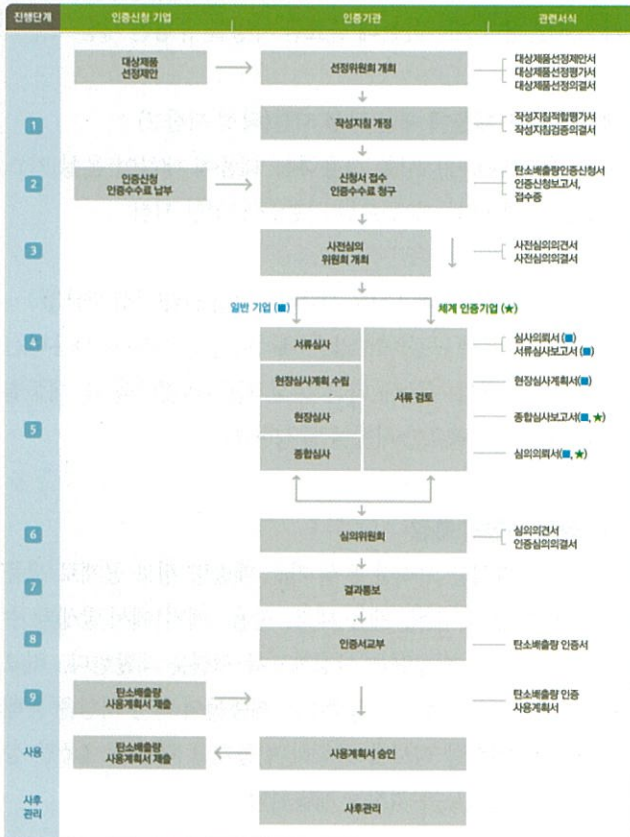 진행단계 인증신청 기업 인증기관 관련서식
대상제품
선정제안
선정위원회 개최
대상제품선정제안서
대상제품선정평가서
대상제품선정의결서
1
작성지침 개정
작성지침적합평가서
작성지침검증의결서
2
인증신청
인증수수료 납부
신청서 접수
인증수수료 청구
탄소배출량인증신청서
인증신청보고서,
접수증
3
사전심의
위원회 개최
사전심의의견서
사전심의의결서
일반 기업 (■)
체계 인증기업 (★)
4
서류심사
심사의뢰서 (■)
서류심사보고서 (■)
현장심사계획 수립
서류 검토
현장심사계획서(■)
5
현장심사
종합심사보고서(■, ★)
종합심사
심의의뢰서(■, ★)
6
심의위원회
심의의견서
인증심의의결서
7
결과통보
8
인증서교부
탄소배출량 인증서
9
탄소배출량
사용계획서 제출
탄소배출량 인증
사용계획서
사용
탄소배출량
사용계획서 제출
사용계획서 승인
사후
관리
사후관리